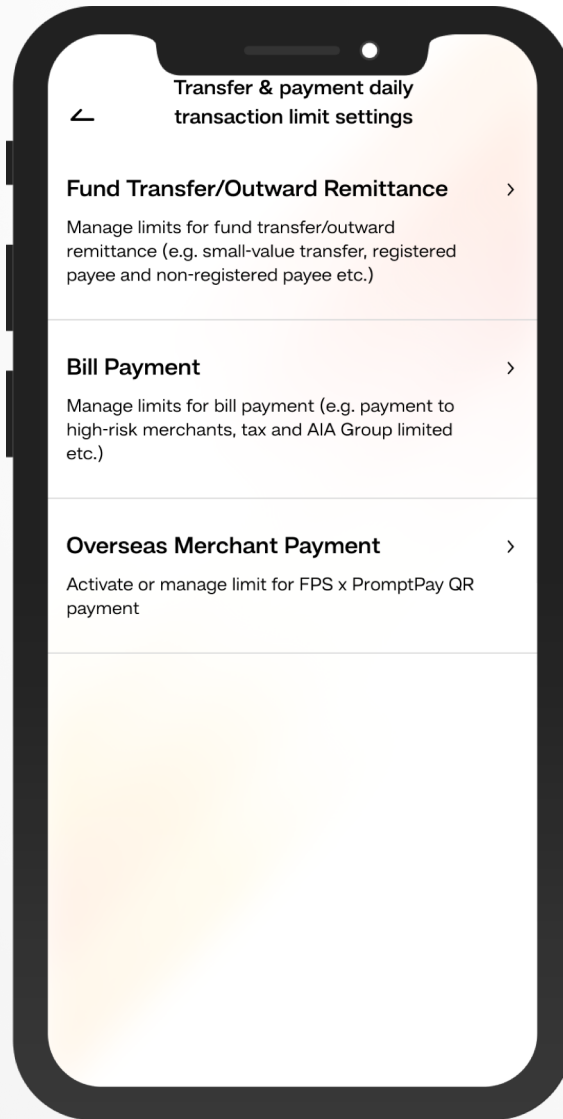 Transfer & payment daily
transaction limit settings
Fund Transfer/Outward Remittance
Manage limits for fund transfer/outward
remittance (e.g. small-value transfer, registered
payee and non-registered payee etc.)
Bill Payment
Manage limits for bill payment (e.g. payment to
high-risk merchants, tax and AIA Group limited
etc.)
Overseas Merchant Payment
Activate or manage limit for FPS x PromptPay QR
payment